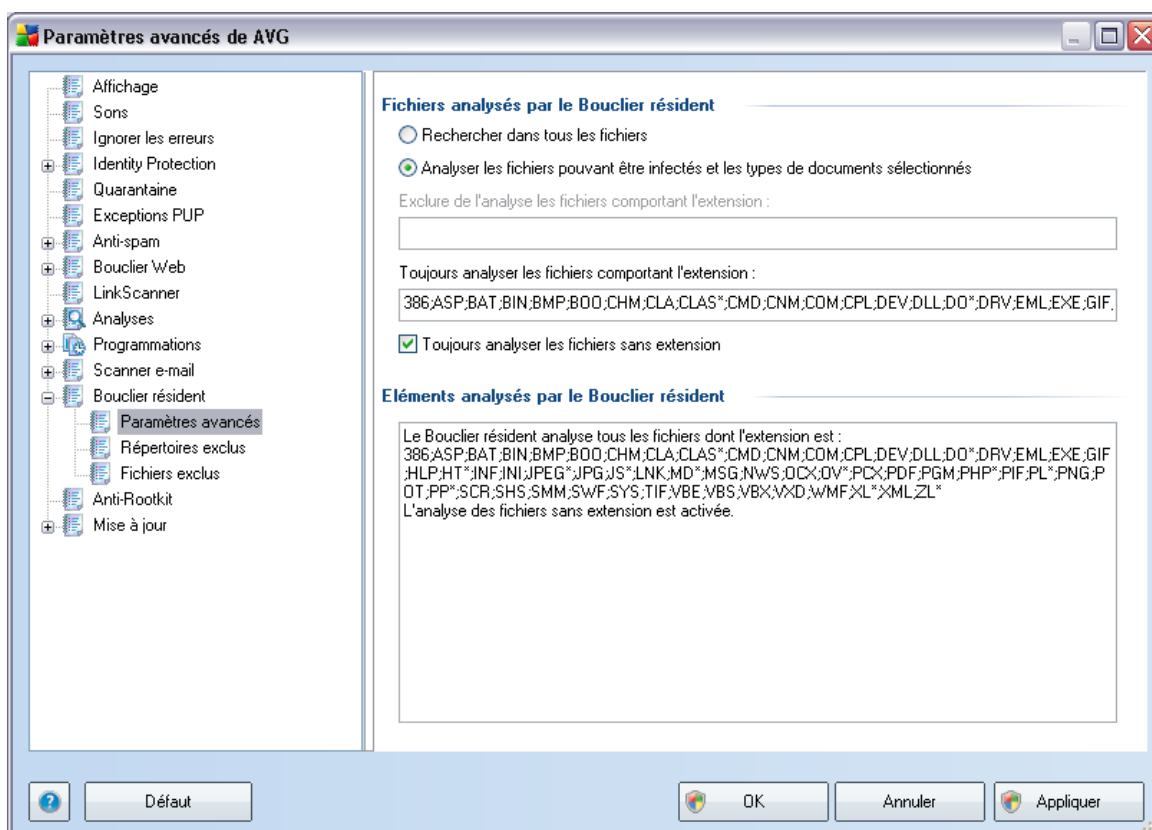 Paramètres avancés de AVG
Affichage
Sons
Ignorer les erreurs
Identity Protection
Quarantaine
Exceptions PUP
Anti-spam
Bouclier Web
LinkScanner
Analyses
Programmations
Scanner e-mail
Bouclier résident
Paramètres avancés
Répertoires exclus
Fichiers exclus
Anti-Rootkit
Mise à jour
Fichiers analysés par le Bouclier résident
Rechercher dans tous les fichiers
Analyser les fichiers pouvant être infectés et les types de documents sélectionnés
Exclure de l'analyse les fichiers comportant l'extension :
Toujours analyser les fichiers comportant l'extension :
386;ASP;BAT;BIN;BMP;BOO;CHM;CLA;CLAS*;CMD;CNM;COM;CPL;DEV;DLL;DO*;DRV;EML;EXE;GIF;
Toujours analyser les fichiers sans extension
Eléments analysés par le Bouclier résident
Le Bouclier résident analyse tous les fichiers dont l'extension est :
386;ASP;BAT;BIN;BMP;BOO;CHM;CLA;CLAS*;CMD;CNM;COM;CPL;DEV;DLL;DO*;DRV;EML;EXE;GIF
;HLP;HT*;INF;INI;JPEG*;JPG;JS*;LNK;MD*;MSG;NWS;OCX;OV*;PCX;PDF;PGM;PHP*;PIF;PL*;PNG;P
OT;PP*;SCR;SHS;SMM;SWF;SYS;TIF;VBE;VBS;VBX;VXD;WMF;XL*;XML;ZL*
L'analyse des fichiers sans extension est activée.
Défaut
OK
Annuler
Appliquer